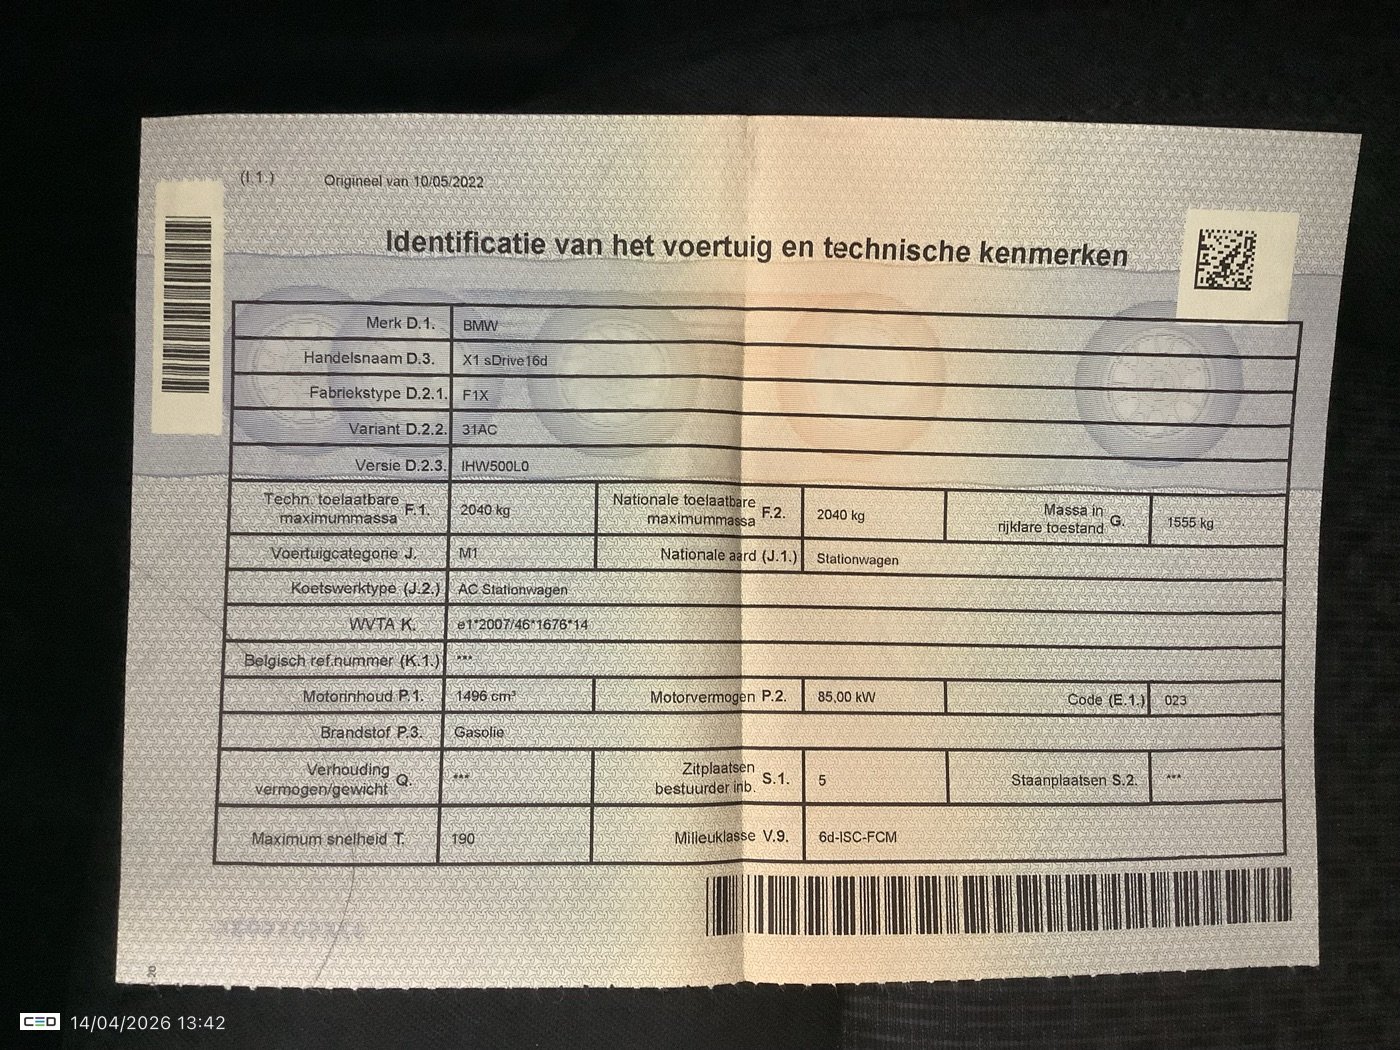 (I.1.) Origineel van 10/05/2022
Identificatie van het voertuig en technische kenmerken
Merk D.1. BMW
Handelsnaam D.3. X1 sDrive16d
Fabriekstype D.2.1. F1X
Variant D.2.2. 31AC
Versie D.2.3. IHW500L0
Techn. toelaatbare maximummassa F.1. 2040 kg Nationale toelaatbare maximummassa F.2. 2040 kg Massa in rijklare toestand G. 1555 kg
Voertuigcategorie J. M1 Nationale aard (J.1.) Stationwagen
Koetswerktype (J.2.) AC Stationwagen
WVTA K. e1*2007/46*1676*14
Belgisch ref.nummer (K.1.) ***
Motorinhoud P.1. 1496 cm³ Motorvermogen P.2. 85,00 kW Code (E.1.) 023
Brandstof P.3. Gasolie
Verhouding vermogen/gewicht Q. *** Zitplaatsen bestuurder inb. S.1. 5 Staanplaatsen S.2. ***
Maximum snelheid T. 190 Milieuklasse V.9. 6d-ISC-FCM
20
CED 14/04/2026 13:42